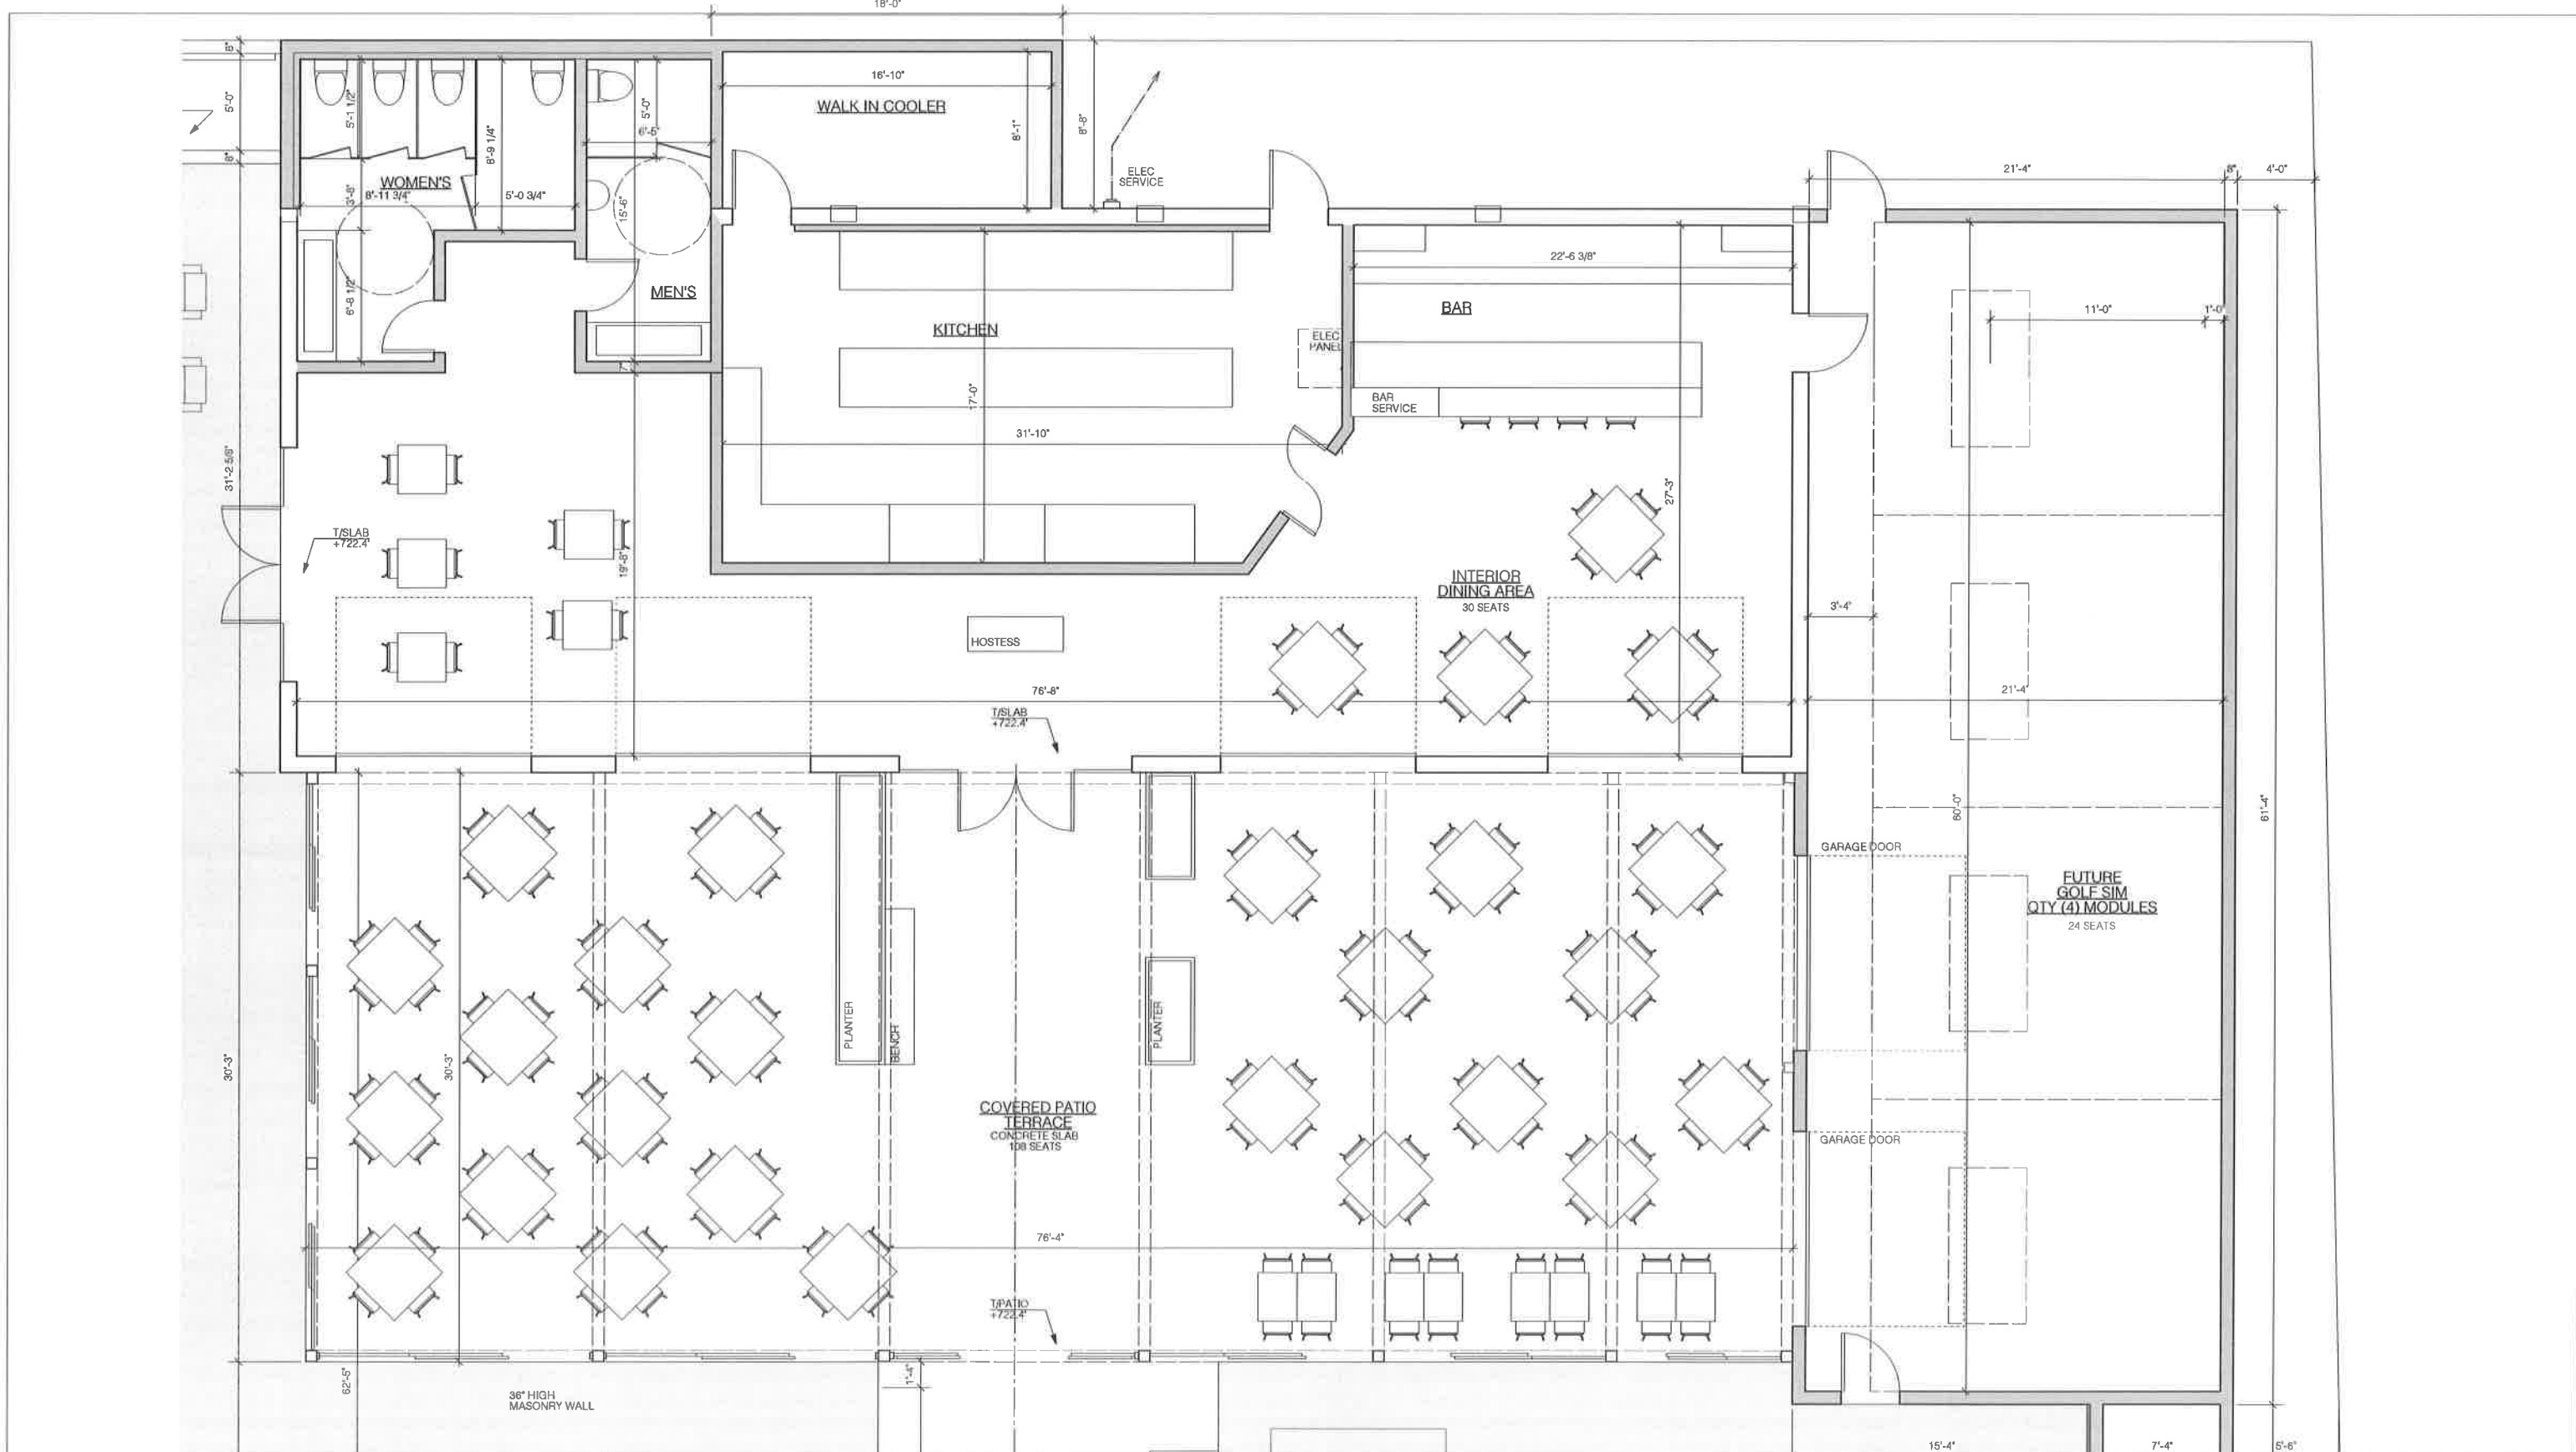 18'-0"
8"
5'-0"
8"
31'-2 5/8"
30'-3"
5'-1 1/2"
8'-9 1/4"
WOMEN'S
3'-8"
8'-11 3/4"
5'-0 3/4"
6'-8 1/2"
5'-0"
6'-5"
15'-6"
MEN'S
7"
16'-10"
WALK IN COOLER
8'-1"
8'-8"
ELEC
SERVICE
21'-4"
8"
4'-0"
KITCHEN
17'-0"
31'-10"
ELEC
PANEL
22'-6 3/8"
BAR
BAR
SERVICE
27'-3"
11'-0"
1'-0"
T/SLAB
+722.4'
19'-8"
HOSTESS
INTERIOR
DINING AREA
30 SEATS
3'-4"
76'-8"
21'-4"
T/SLAB
+722.4'
60'-0"
61'-4"
GARAGE DOOR
FUTURE
GOLF SIM
QTY (4) MODULES
24 SEATS
PLANTER
BENCH
PLANTER
30'-3"
COVERED PATIO
TERRACE
CONCRETE SLAB
108 SEATS
GARAGE DOOR
76'-4"
T/PATIO
+722.4'
62'-6"
1'-4"
36" HIGH
MASONRY WALL
15'-4"
7'-4"
5'-6"